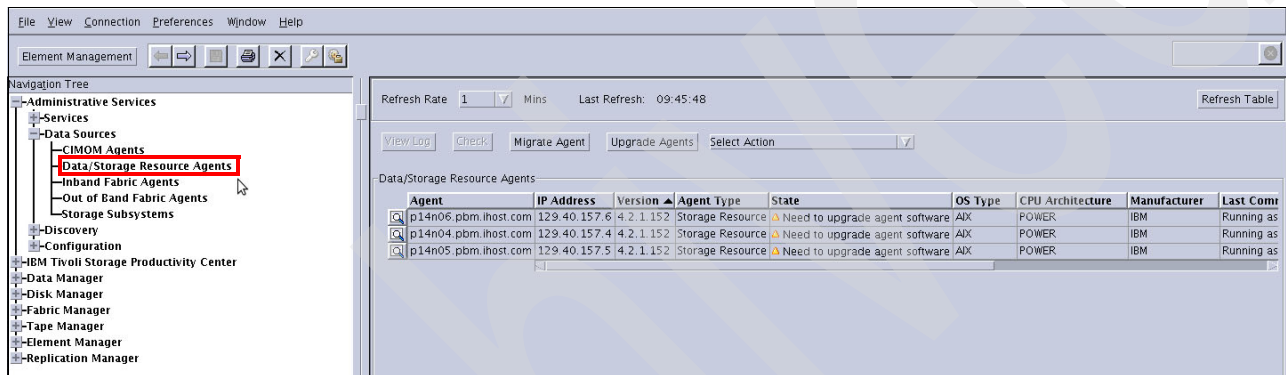 File View Connection Preferences Window Help
Element Management
Navigation Tree
Administrative Services
Services
Data Sources
CIMOM Agents
Data/Storage Resource Agents
Inband Fabric Agents
Out of Band Fabric Agents
Storage Subsystems
Discovery
Configuration
IBM Tivoli Storage Productivity Center
Data Manager
Disk Manager
Fabric Manager
Tape Manager
Element Manager
Replication Manager
Refresh Rate 1 Mins Last Refresh: 09:45:48 Refresh Table
View Log Check Migrate Agent Upgrade Agents Select Action
Data/Storage Resource Agents
Agent IP Address Version Agent Type State OS Type CPU Architecture Manufacturer Last Comm
p14n06.pbm.ihost.com 129.40.157.6 4.2.1.152 Storage Resource Need to upgrade agent software AIX POWER IBM Running as
p14n04.pbm.ihost.com 129.40.157.4 4.2.1.152 Storage Resource Need to upgrade agent software AIX POWER IBM Running as
p14n05.pbm.ihost.com 129.40.157.5 4.2.1.152 Storage Resource Need to upgrade agent software AIX POWER IBM Running as